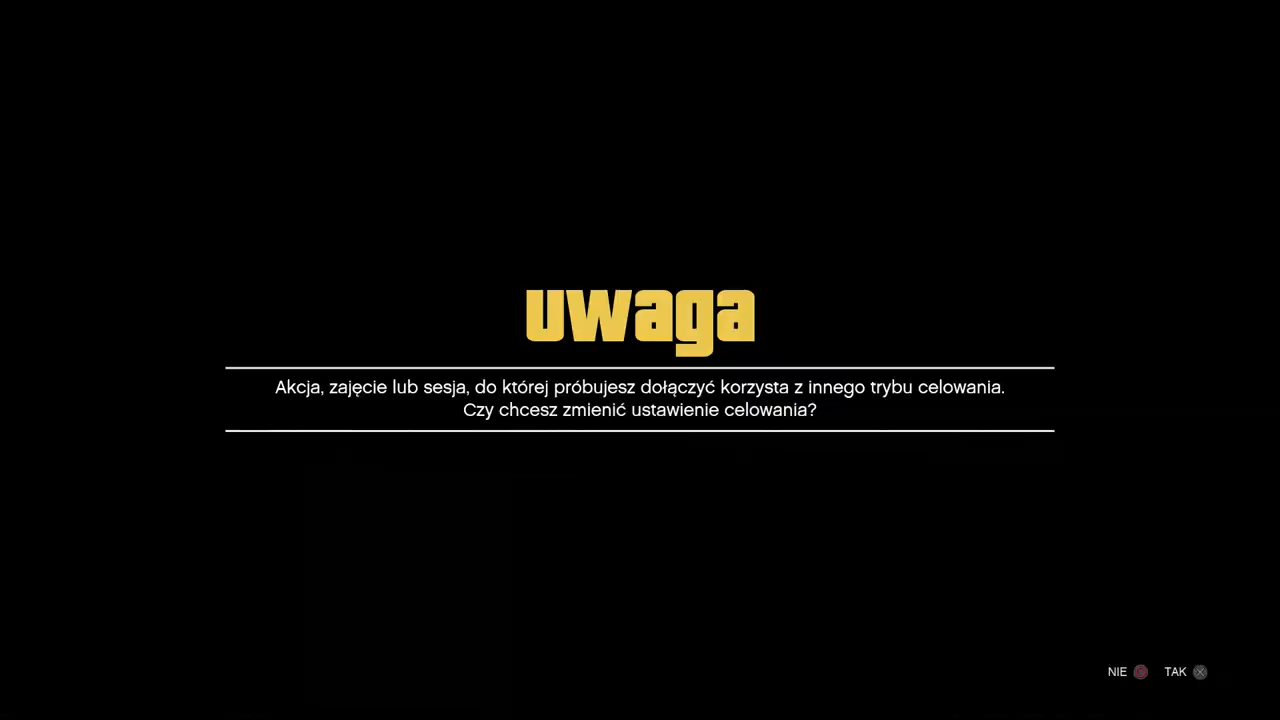 uwaga
Akcja, zajęcie lub sesja, do której próbujesz dołączyć korzysta z innego trybu celowania.
Czy chcesz zmienić ustawienie celowania?
NIE TAK